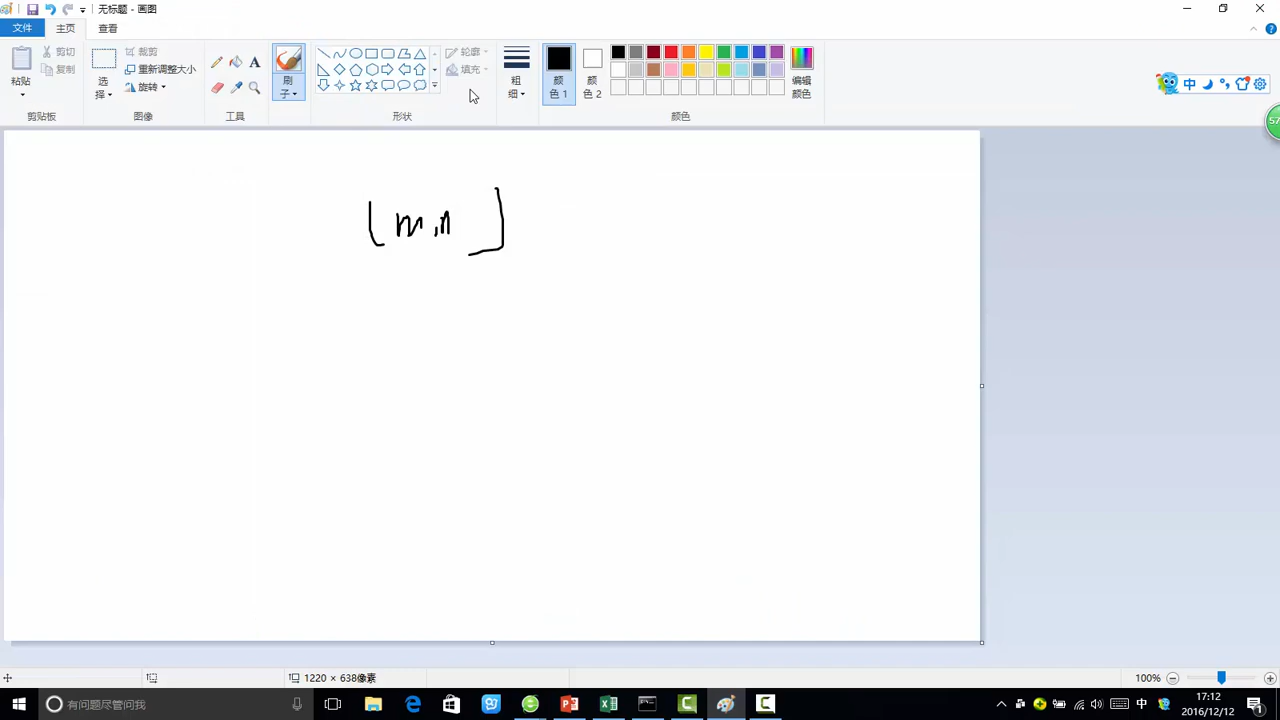 无标题 - 画图
文件 主页 查看
粘贴 剪切 复制 选择 裁剪 重新调整大小 旋转 刷子 轮廓 填充 粗细 颜色 1 颜色 2 编辑颜色
剪贴板 图像 工具 形状 颜色
中
57
[m,n]
1220 × 638像素 100%
有问题尽管问我 中 17:12
2016/12/12